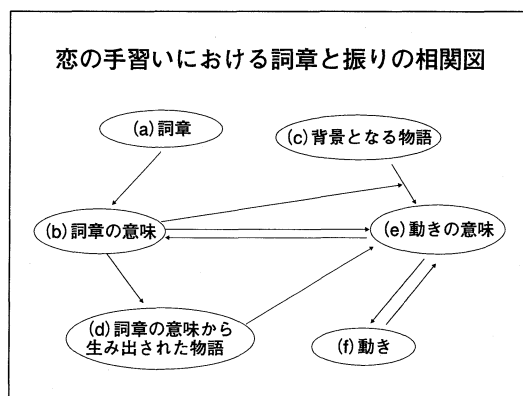 恋の手習いにおける詞章と振りの相関図
(a)詞章
(c)背景となる物語
(b)詞章の意味
(e)動きの意味
(d)詞章の意味から
生み出された物語
(f)動き